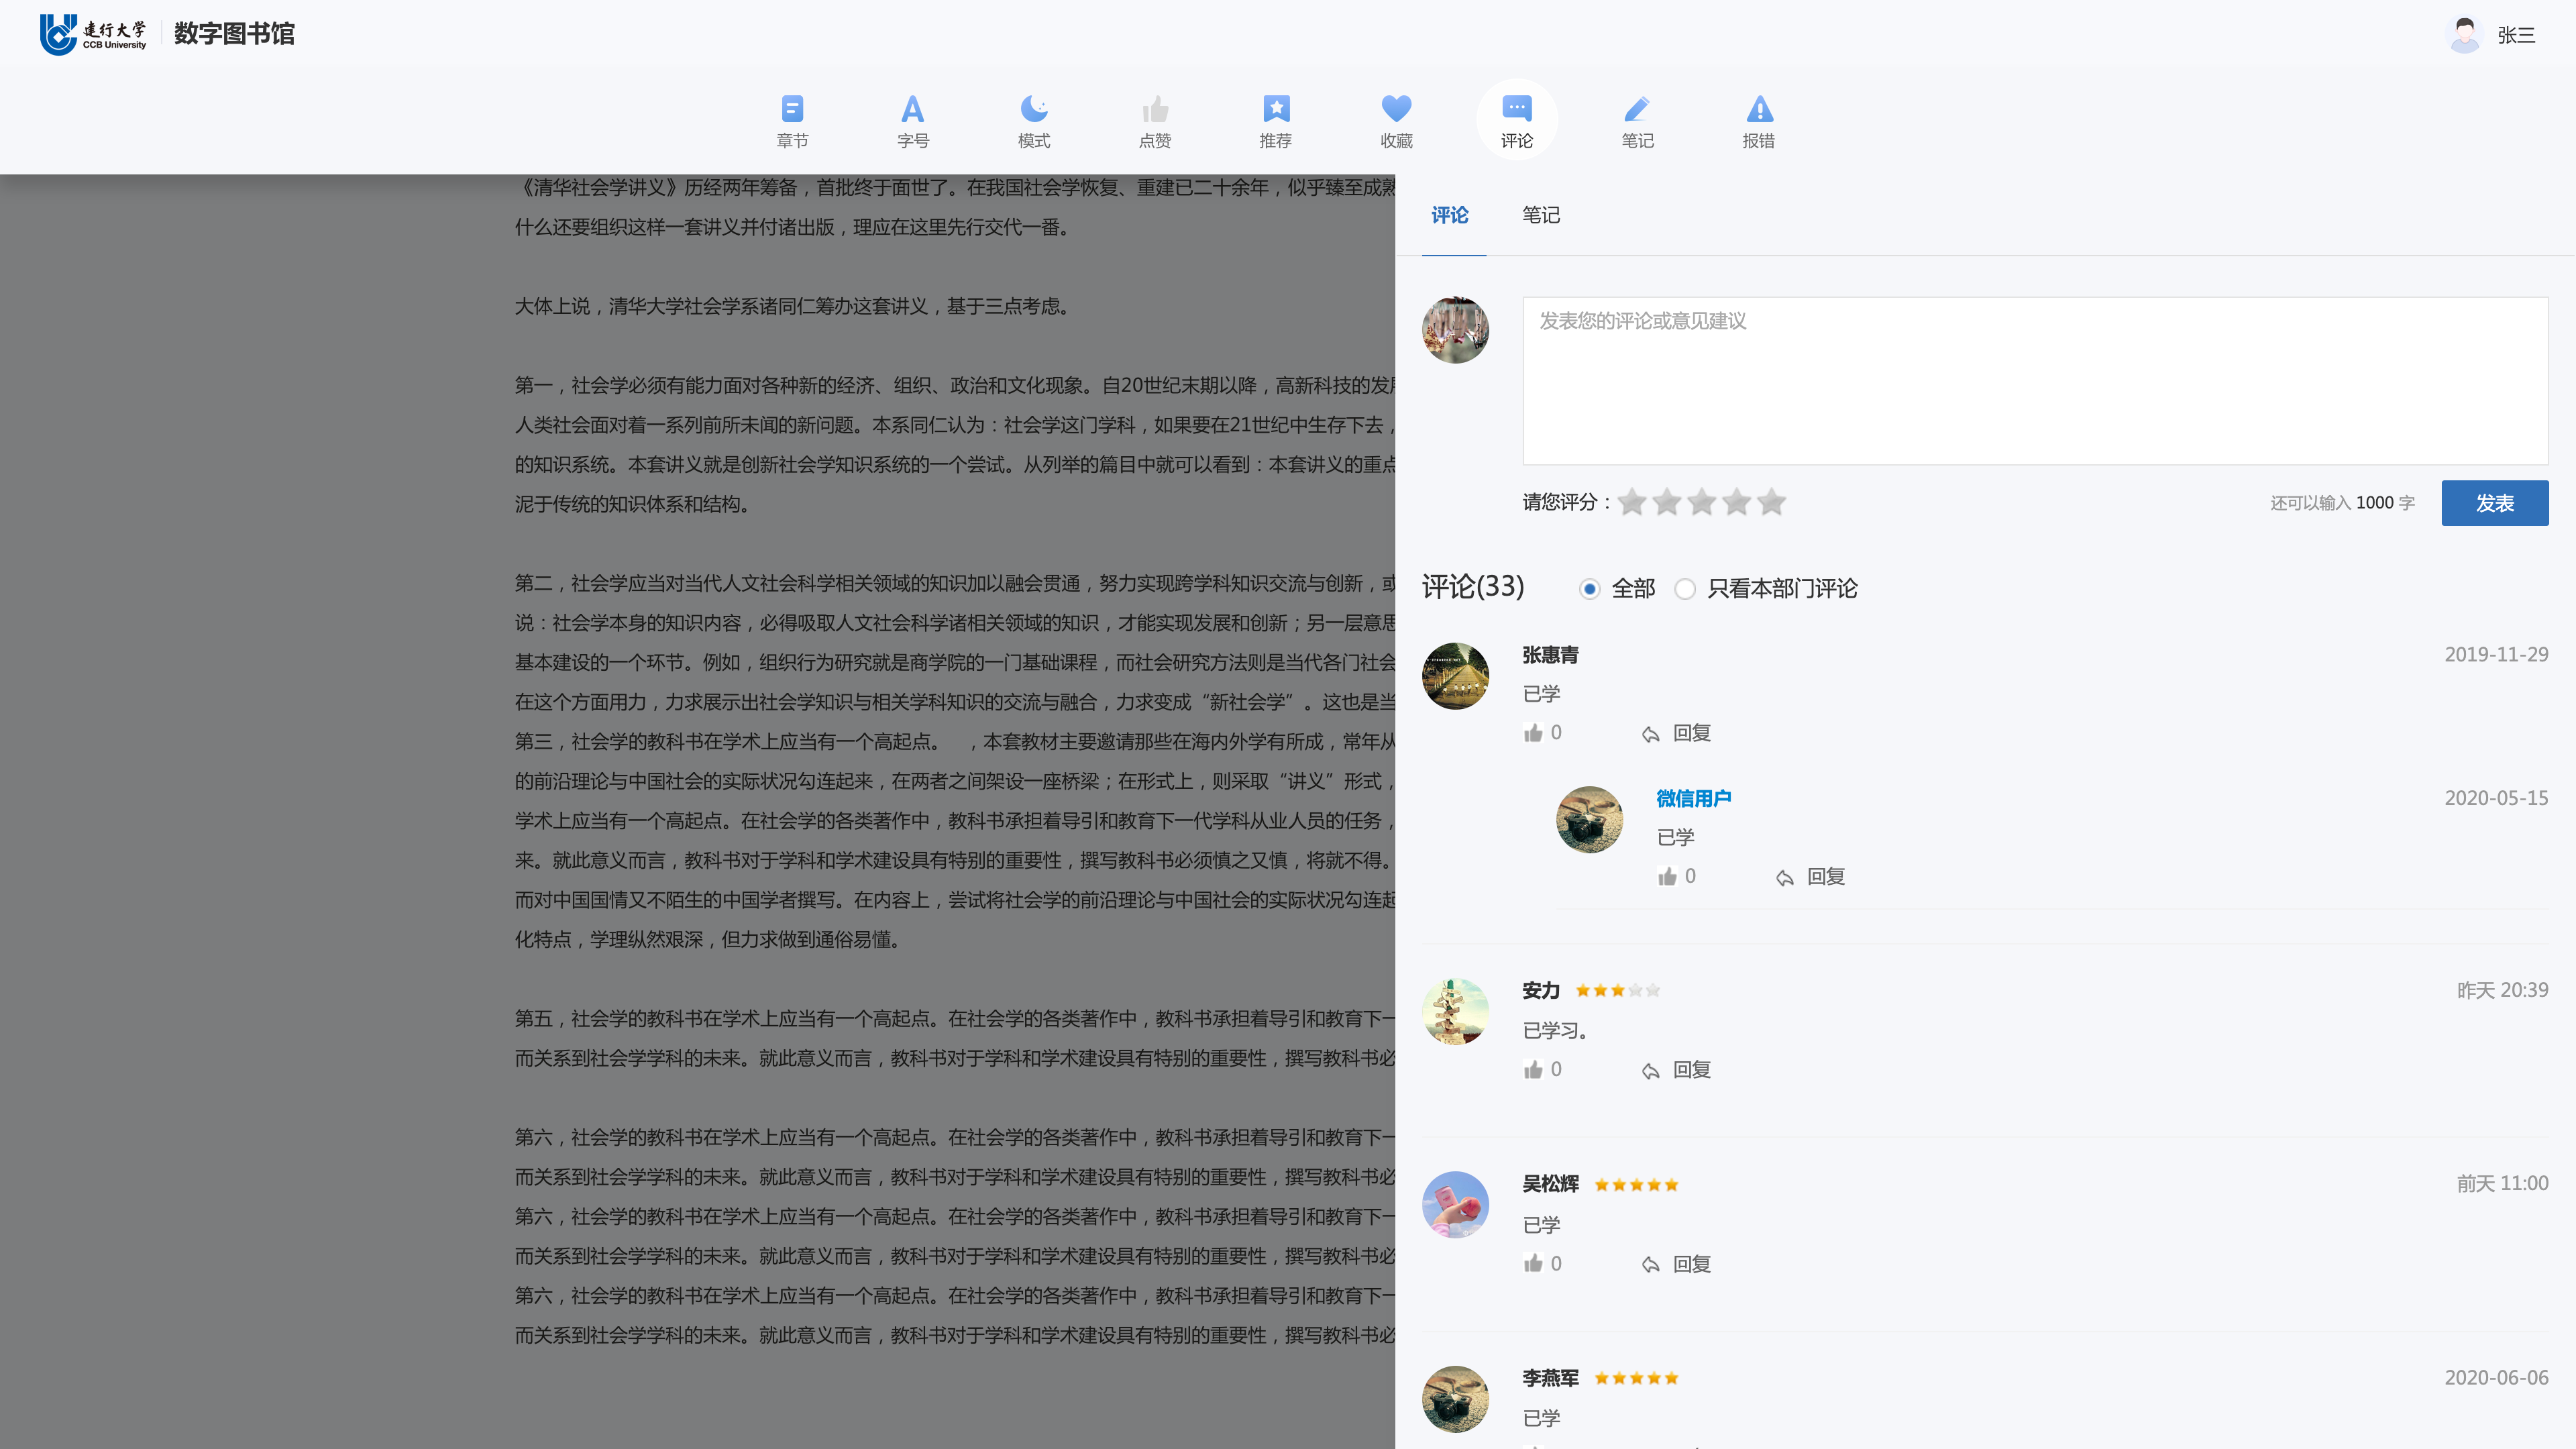 建行大学
CCB University
数字图书馆
张三
章节
字号
模式
点赞
推荐
收藏
评论
笔记
报错
《清华社会学讲义》历经两年筹备，首批终于面世了。在我国社会学恢复、重建已二十余年，似乎臻至成熟
什么还要组织这样一套讲义并付诸出版，理应在这里先行交代一番。
大体上说，清华大学社会学系诸同仁筹办这套讲义，基于三点考虑。
第一，社会学必须有能力面对各种新的经济、组织、政治和文化现象。自20世纪末期以降，高新科技的发展
人类社会面对着一系列前所未闻的新问题。本系同仁认为：社会学这门学科，如果要在21世纪中生存下去，
的知识系统。本套讲义就是创新社会学知识系统的一个尝试。从列举的篇目中就可以看到：本套讲义的重点
泥于传统的知识体系和结构。
第二，社会学应当对当代人文社会科学相关领域的知识加以融会贯通，努力实现跨学科知识交流与创新，或
说：社会学本身的知识内容，必得吸取人文社会科学诸相关领域的知识，才能实现发展和创新；另一层意思
基本建设的一个环节。例如，组织行为研究就是商学院的一门基础课程，而社会研究方法则是当代各门社会
在这个方面用力，力求展示出社会学知识与相关学科知识的交流与融合，力求变成“新社会学”。这也是当
第三，社会学的教科书在学术上应当有一个高起点。 ，本套教材主要邀请那些在海内外学有所成，常年从
的前沿理论与中国社会的实际状况勾连起来，在两者之间架设一座桥梁；在形式上，则采取“讲义”形式，
学术上应当有一个高起点。在社会学的各类著作中，教科书承担着导引和教育下一代学科从业人员的任务，
来。就此意义而言，教科书对于学科和学术建设具有特别的重要性，撰写教科书必须慎之又慎，将就不得。
而对中国国情又不陌生的中国学者撰写。在内容上，尝试将社会学的前沿理论与中国社会的实际状况勾连起
化特点，学理纵然艰深，但力求做到通俗易懂。
第五，社会学的教科书在学术上应当有一个高起点。在社会学的各类著作中，教科书承担着导引和教育下一
而关系到社会学学科的未来。就此意义而言，教科书对于学科和学术建设具有特别的重要性，撰写教科书必
第六，社会学的教科书在学术上应当有一个高起点。在社会学的各类著作中，教科书承担着导引和教育下一
而关系到社会学学科的未来。就此意义而言，教科书对于学科和学术建设具有特别的重要性，撰写教科书必
第六，社会学的教科书在学术上应当有一个高起点。在社会学的各类著作中，教科书承担着导引和教育下一
而关系到社会学学科的未来。就此意义而言，教科书对于学科和学术建设具有特别的重要性，撰写教科书必
第六，社会学的教科书在学术上应当有一个高起点。在社会学的各类著作中，教科书承担着导引和教育下一
而关系到社会学学科的未来。就此意义而言，教科书对于学科和学术建设具有特别的重要性，撰写教科书必
评论 笔记
发表您的评论或意见建议
请您评分： 还可以输入 1000 字 发表
评论(33) 全部 只看本部门评论
张惠青 2019-11-29
已学
0 回复
微信用户 2020-05-15
已学
0 回复
安力 昨天 20:39
已学习。
0 回复
吴松辉 前天 11:00
已学
0 回复
李燕军 2020-06-06
已学